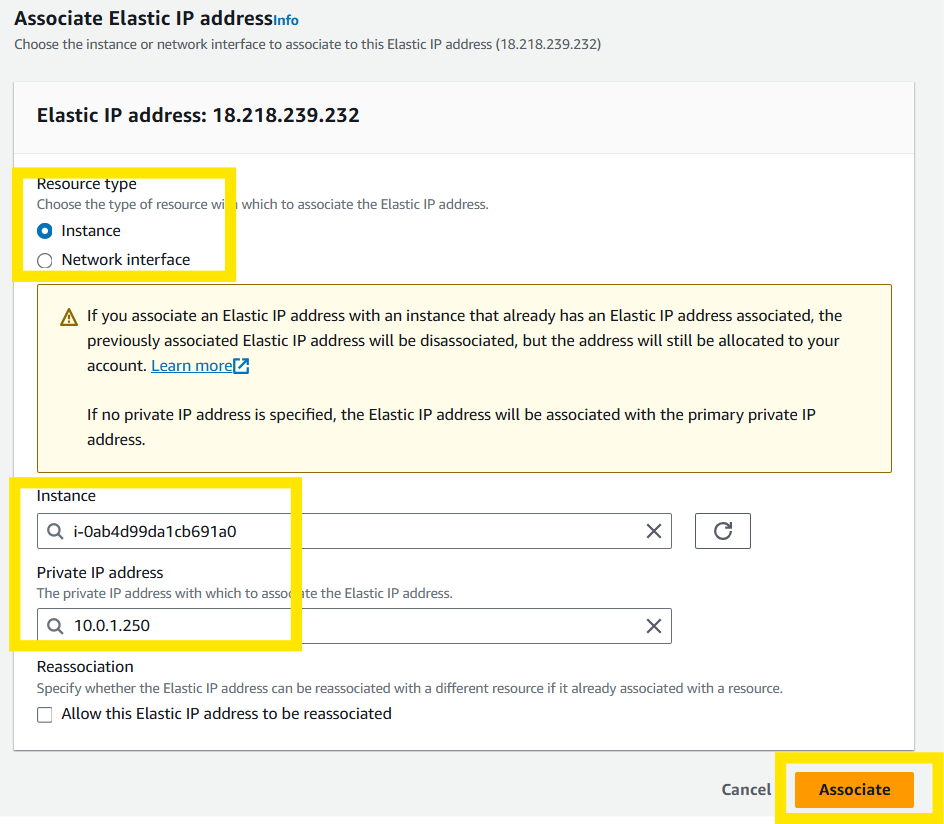 Associate Elastic IP address Info
Choose the instance or network interface to associate to this Elastic IP address (18.218.239.232)
Elastic IP address: 18.218.239.232
Resource type
Choose the type of resource with which to associate the Elastic IP address.
Instance
Network interface
If you associate an Elastic IP address with an instance that already has an Elastic IP address associated, the
previously associated Elastic IP address will be disassociated, but the address will still be allocated to your
account. Learn more
If no private IP address is specified, the Elastic IP address will be associated with the primary private IP
address.
Instance
i-0ab4d99da1cb691a0
Private IP address
The private IP address with which to associate the Elastic IP address.
10.0.1.250
Reassociation
Specify whether the Elastic IP address can be reassociated with a different resource if it already associated with a resource.
Allow this Elastic IP address to be reassociated
Cancel Associate